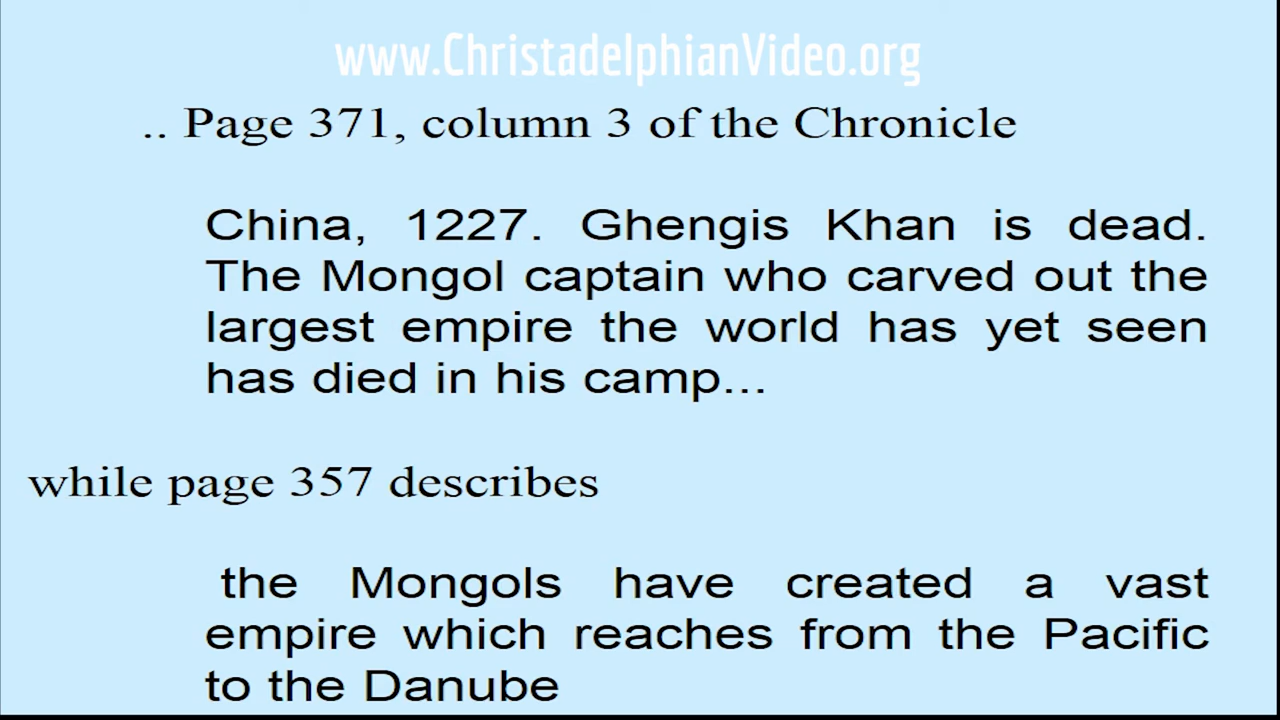 www.ChristadelphianVideo.org
.. Page 371, column 3 of the Chronicle
China, 1227. Ghengis Khan is dead.
The Mongol captain who carved out the
largest empire the world has yet seen
has died in his camp...
while page 357 describes
the Mongols have created a vast
empire which reaches from the Pacific
to the Danube